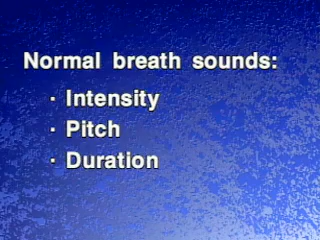 Normal breath sounds:
· Intensity
· Pitch
· Duration